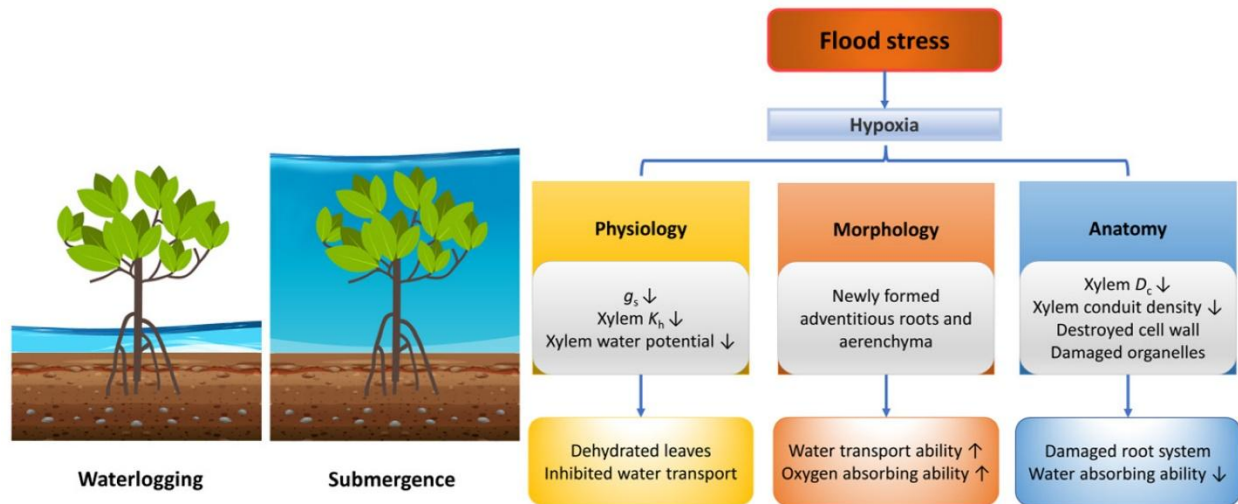 Flood stress
Hypoxia
Physiology
gs ↓
Xylem Kh ↓
Xylem water potential ↓
Dehydrated leaves
Inhibited water transport
Morphology
Newly formed
adventitious roots and
aerenchyma
Water transport ability ↑
Oxygen absorbing ability ↑
Anatomy
Xylem Dc ↓
Xylem conduit density ↓
Destroyed cell wall
Damaged organelles
Damaged root system
Water absorbing ability ↓
Waterlogging
Submergence